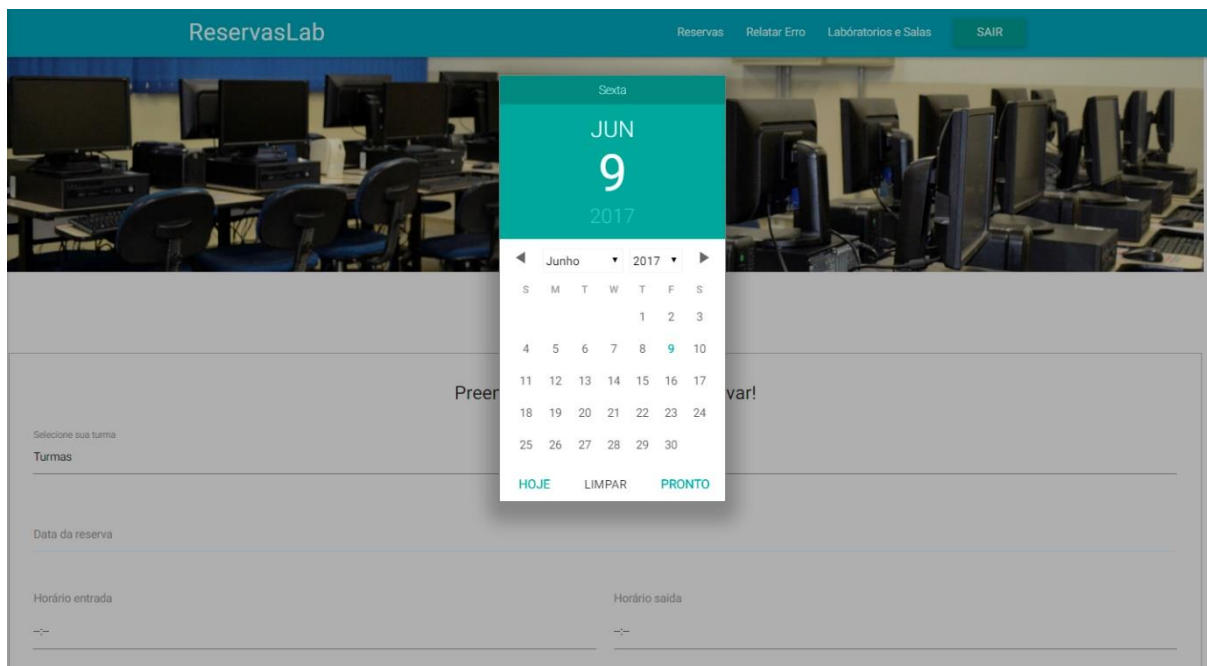 ReservasLab Reservas Relatar Erro Labóratorios e Salas SAIR
Sexta
JUN
9
2017
Junho 2017
S M T W T F S
1 2 3
4 5 6 7 8 9 10
11 12 13 14 15 16 17
18 19 20 21 22 23 24
25 26 27 28 29 30
HOJE LIMPAR PRONTO
Preer var!
Selecione sua turma
Turmas
Data da reserva
Horário entrada Horário saida
--:-- --:--